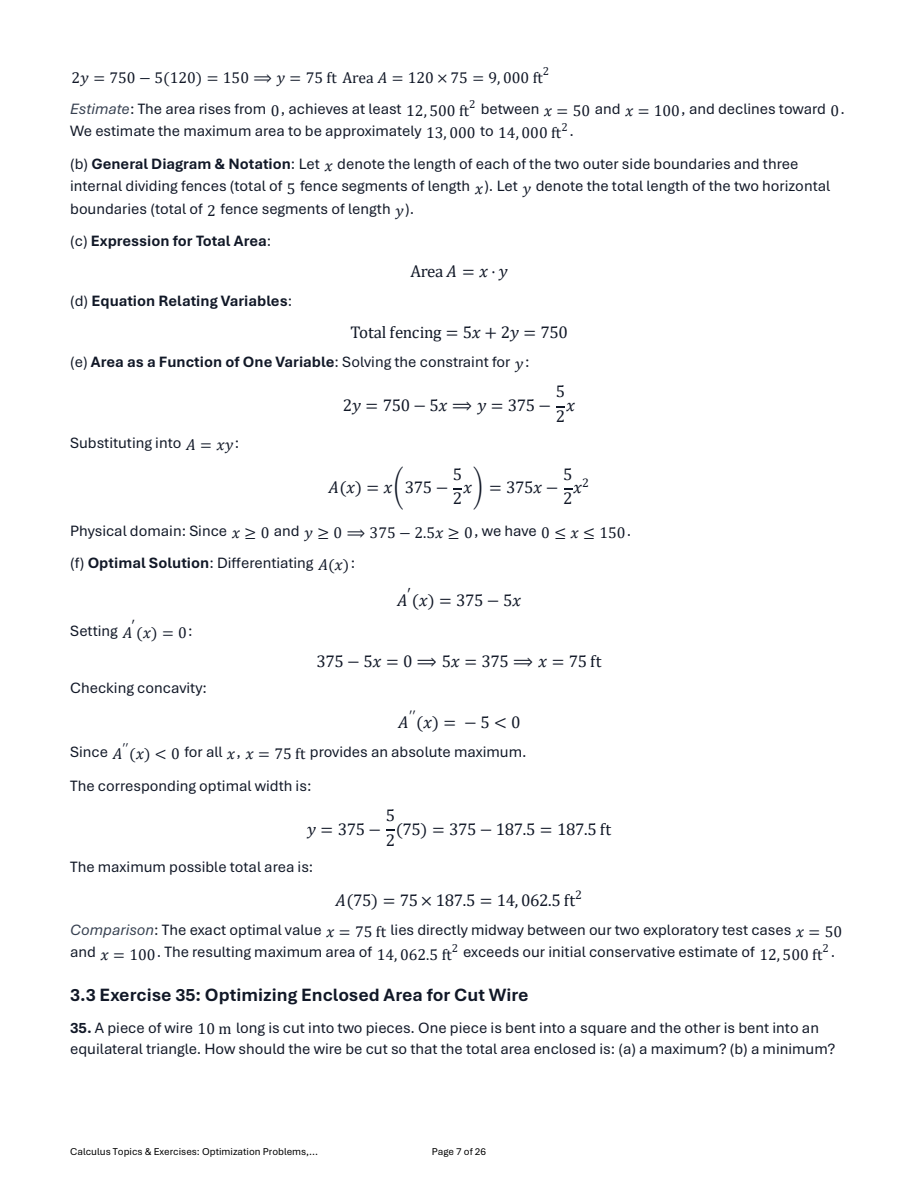 2y = 750 − 5(120) = 150 ⟹ y = 75 ft Area A = 120 × 75 = 9,000 ft²
Estimate: The area rises from 0, achieves at least 12,500 ft² between x = 50 and x = 100, and declines toward 0.
We estimate the maximum area to be approximately 13,000 to 14,000 ft².
(b) General Diagram & Notation: Let x denote the length of each of the two outer side boundaries and three
internal dividing fences (total of 5 fence segments of length x). Let y denote the total length of the two horizontal
boundaries (total of 2 fence segments of length y).
(c) Expression for Total Area:
Area A = x · y
(d) Equation Relating Variables:
Total fencing = 5x + 2y = 750
(e) Area as a Function of One Variable: Solving the constraint for y:
2y = 750 − 5x ⟹ y = 375 − 5/2 x
Substituting into A = xy:
A(x) = x(375 − 5/2 x) = 375x − 5/2 x²
Physical domain: Since x ≥ 0 and y ≥ 0 ⟹ 375 − 2.5x ≥ 0, we have 0 ≤ x ≤ 150.
(f) Optimal Solution: Differentiating A(x):
A′(x) = 375 − 5x
Setting A′(x) = 0:
375 − 5x = 0 ⟹ 5x = 375 ⟹ x = 75 ft
Checking concavity:
A″(x) = − 5 < 0
Since A″(x) < 0 for all x, x = 75 ft provides an absolute maximum.
The corresponding optimal width is:
y = 375 − 5/2 (75) = 375 − 187.5 = 187.5 ft
The maximum possible total area is:
A(75) = 75 × 187.5 = 14,062.5 ft²
Comparison: The exact optimal value x = 75 ft lies directly midway between our two exploratory test cases x = 50
and x = 100. The resulting maximum area of 14,062.5 ft² exceeds our initial conservative estimate of 12,500 ft².
3.3 Exercise 35: Optimizing Enclosed Area for Cut Wire
35. A piece of wire 10 m long is cut into two pieces. One piece is bent into a square and the other is bent into an
equilateral triangle. How should the wire be cut so that the total area enclosed is: (a) a maximum? (b) a minimum?
Calculus Topics & Exercises: Optimization Problems,... Page 7 of 26